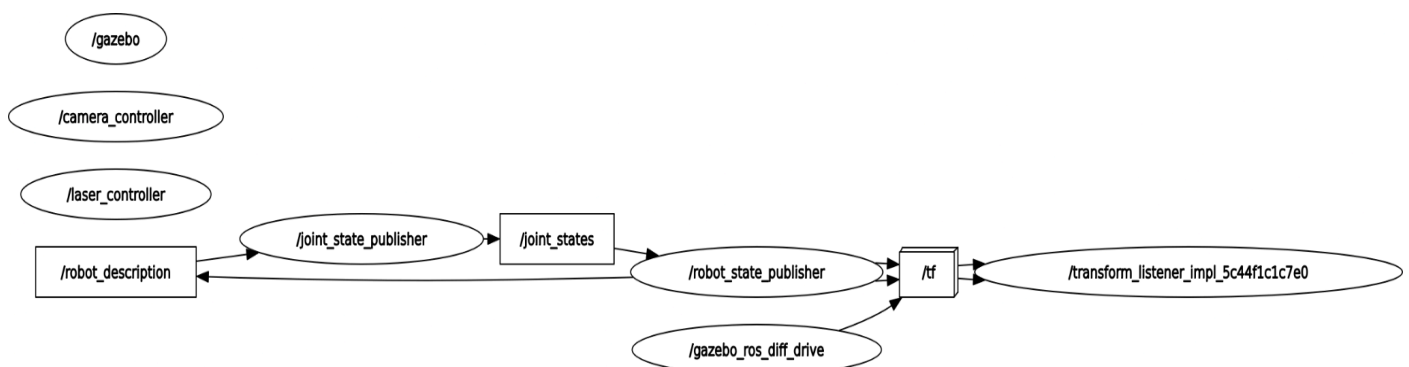 /gazebo
/camera_controller
/laser_controller
/joint_state_publisher
/joint_states
/robot_description
/robot_state_publisher
/tf
/transform_listener_impl_5c44f1c1c7e0
/gazebo_ros_diff_drive